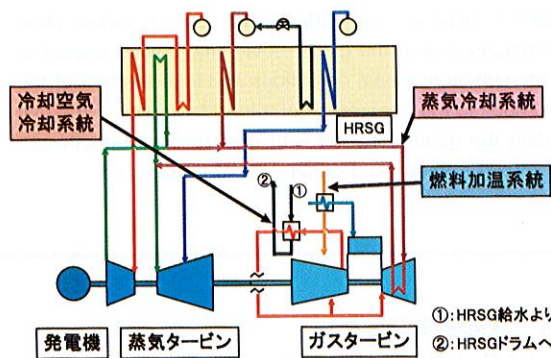 冷却空気
冷却系統
HRSG
蒸気冷却系統
②
①
燃料加温系統
発電機
蒸気タービン
ガスタービン
①:HRSG給水より
②:HRSGドラムへ